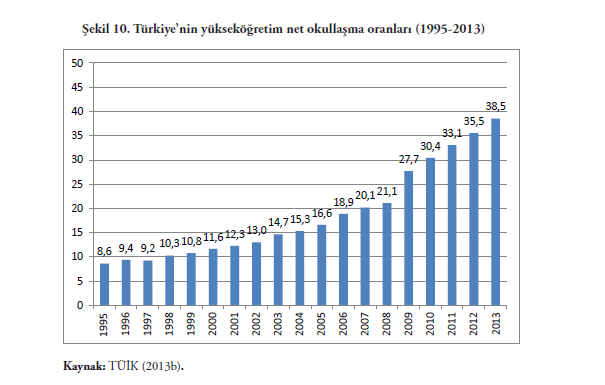 Şekil 10. Türkiye’nin yükseköğretim net okullaşma oranları (1995-2013)
50
45
40
35
30
25
20
15
10
5
0
8,6 9,4 9,2 10,3 10,8 11,6 12,3 13,0 14,7 15,3 16,6 18,9 20,1 21,1 27,7 30,4 33,1 35,5 38,5
1995 1996 1997 1998 1999 2000 2001 2002 2003 2004 2005 2006 2007 2008 2009 2010 2011 2012 2013
Kaynak: TÜİK (2013b).